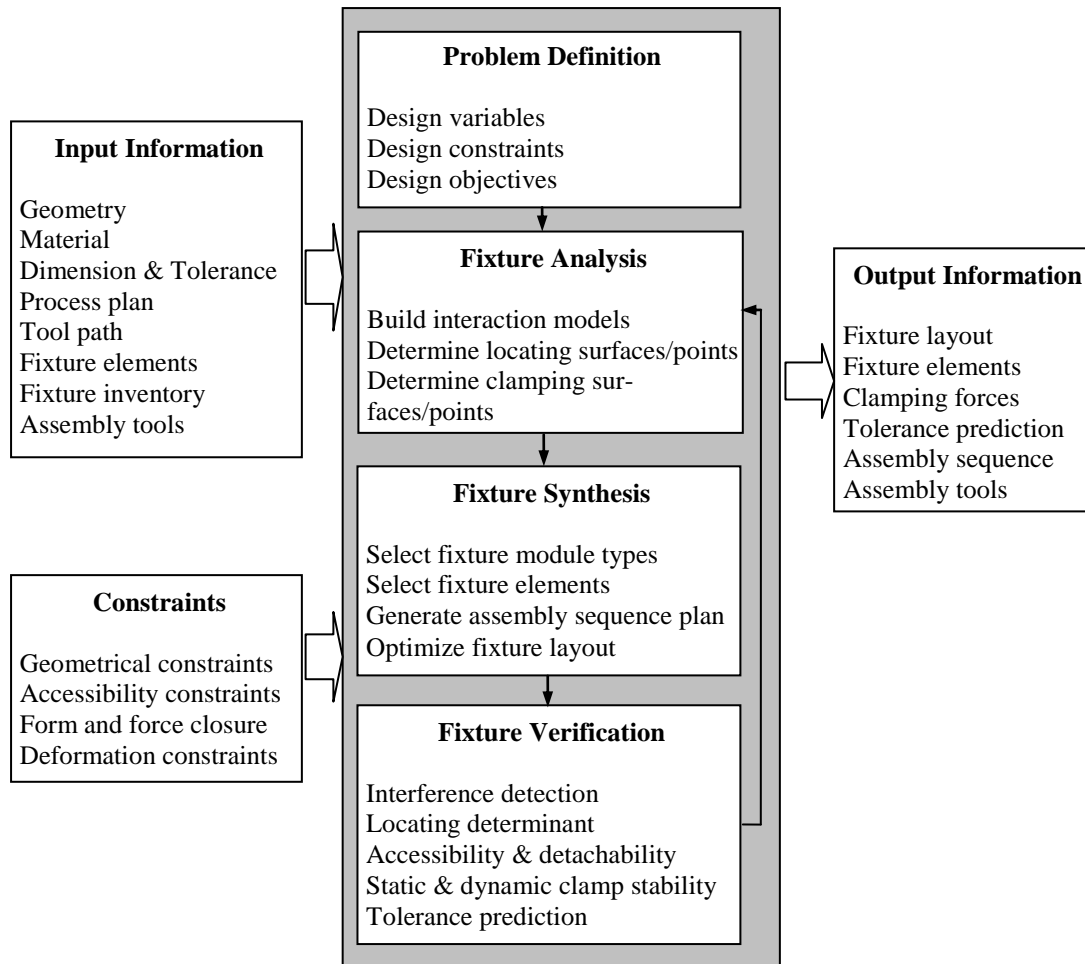 Problem Definition
Design variables
Design constraints
Design objectives
Input Information
Geometry
Material
Dimension & Tolerance
Process plan
Tool path
Fixture elements
Fixture inventory
Assembly tools
Fixture Analysis
Build interaction models
Determine locating surfaces/points
Determine clamping sur-
faces/points
Output Information
Fixture layout
Fixture elements
Clamping forces
Tolerance prediction
Assembly sequence
Assembly tools
Fixture Synthesis
Select fixture module types
Select fixture elements
Generate assembly sequence plan
Optimize fixture layout
Constraints
Geometrical constraints
Accessibility constraints
Form and force closure
Deformation constraints
Fixture Verification
Interference detection
Locating determinant
Accessibility & detachability
Static & dynamic clamp stability
Tolerance prediction